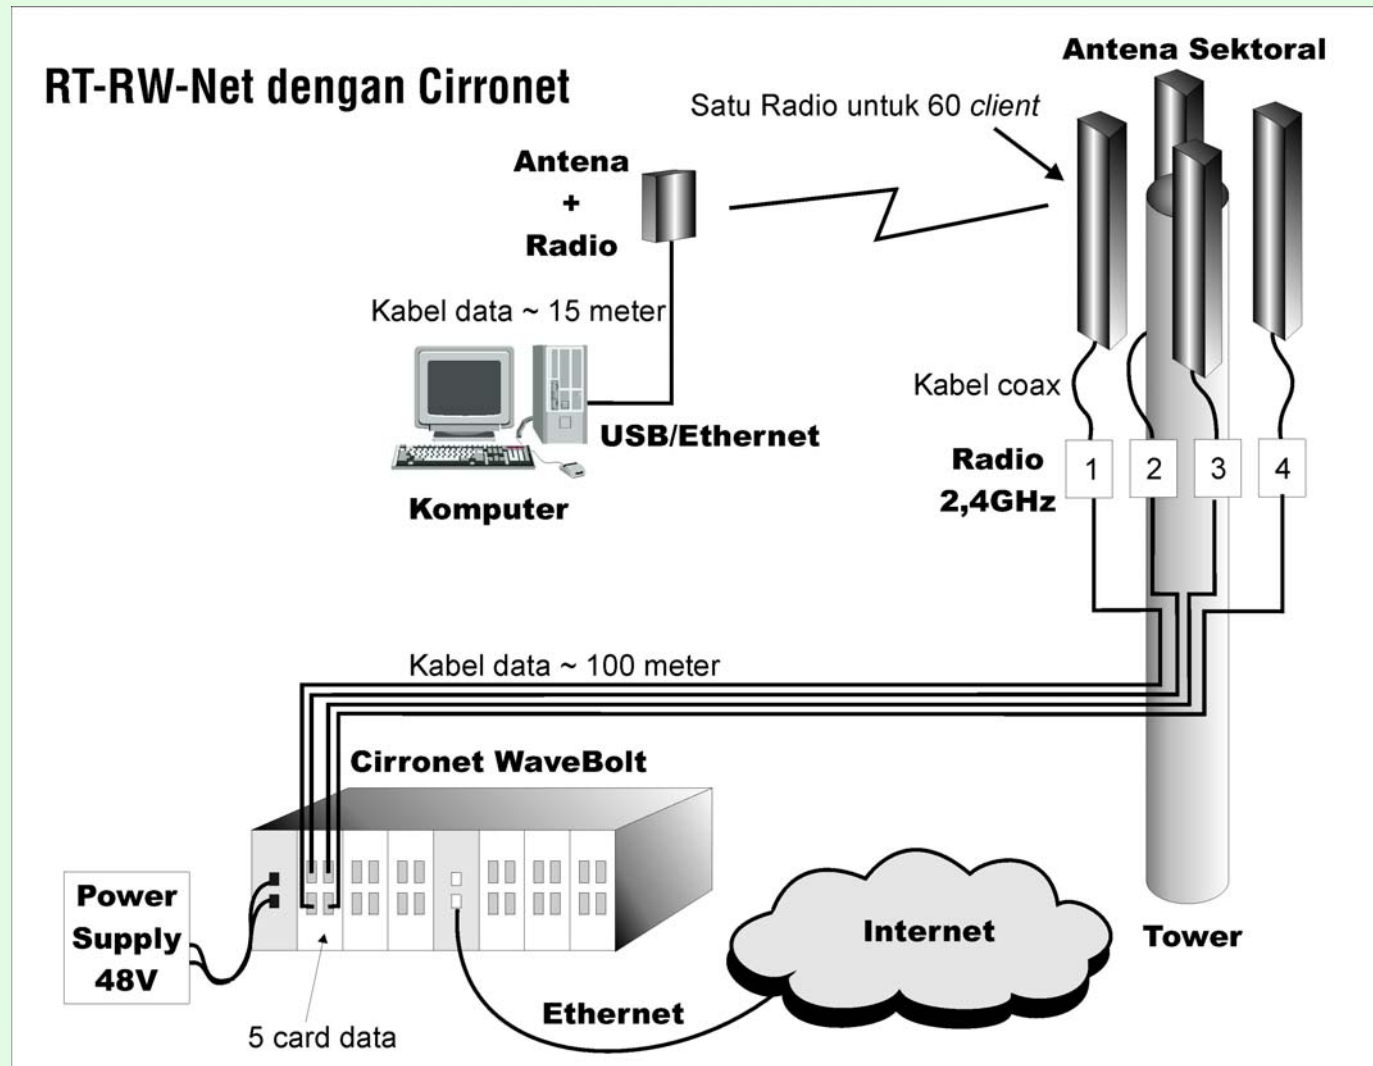 RT-RW-Net dengan Cirronet
Antena Sektoral
Satu Radio untuk 60 client
Antena
+
Radio
Kabel data ~ 15 meter
USB/Ethernet
Komputer
Kabel coax
Radio
2,4GHz
1
2
3
4
Kabel data ~ 100 meter
Cirronet WaveBolt
Power
Supply
48V
5 card data
Ethernet
Internet
Tower